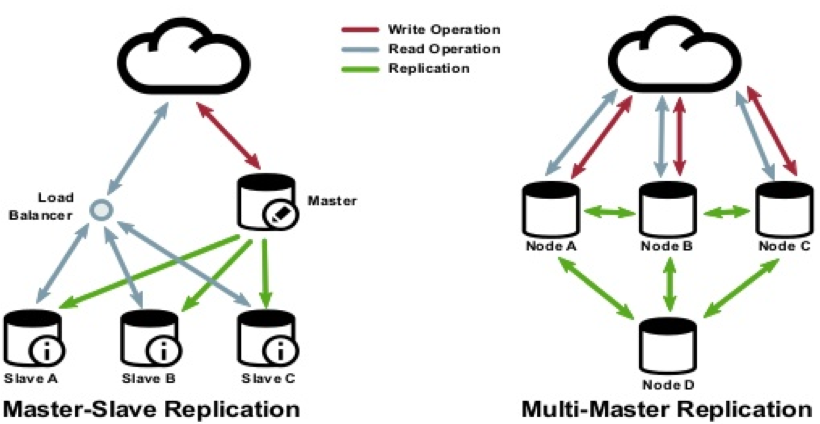 Write Operation
Read Operation
Replication
Load
Balancer
Master
Slave A
Slave B
Slave C
Master-Slave Replication
Node A
Node B
Node C
Node D
Multi-Master Replication